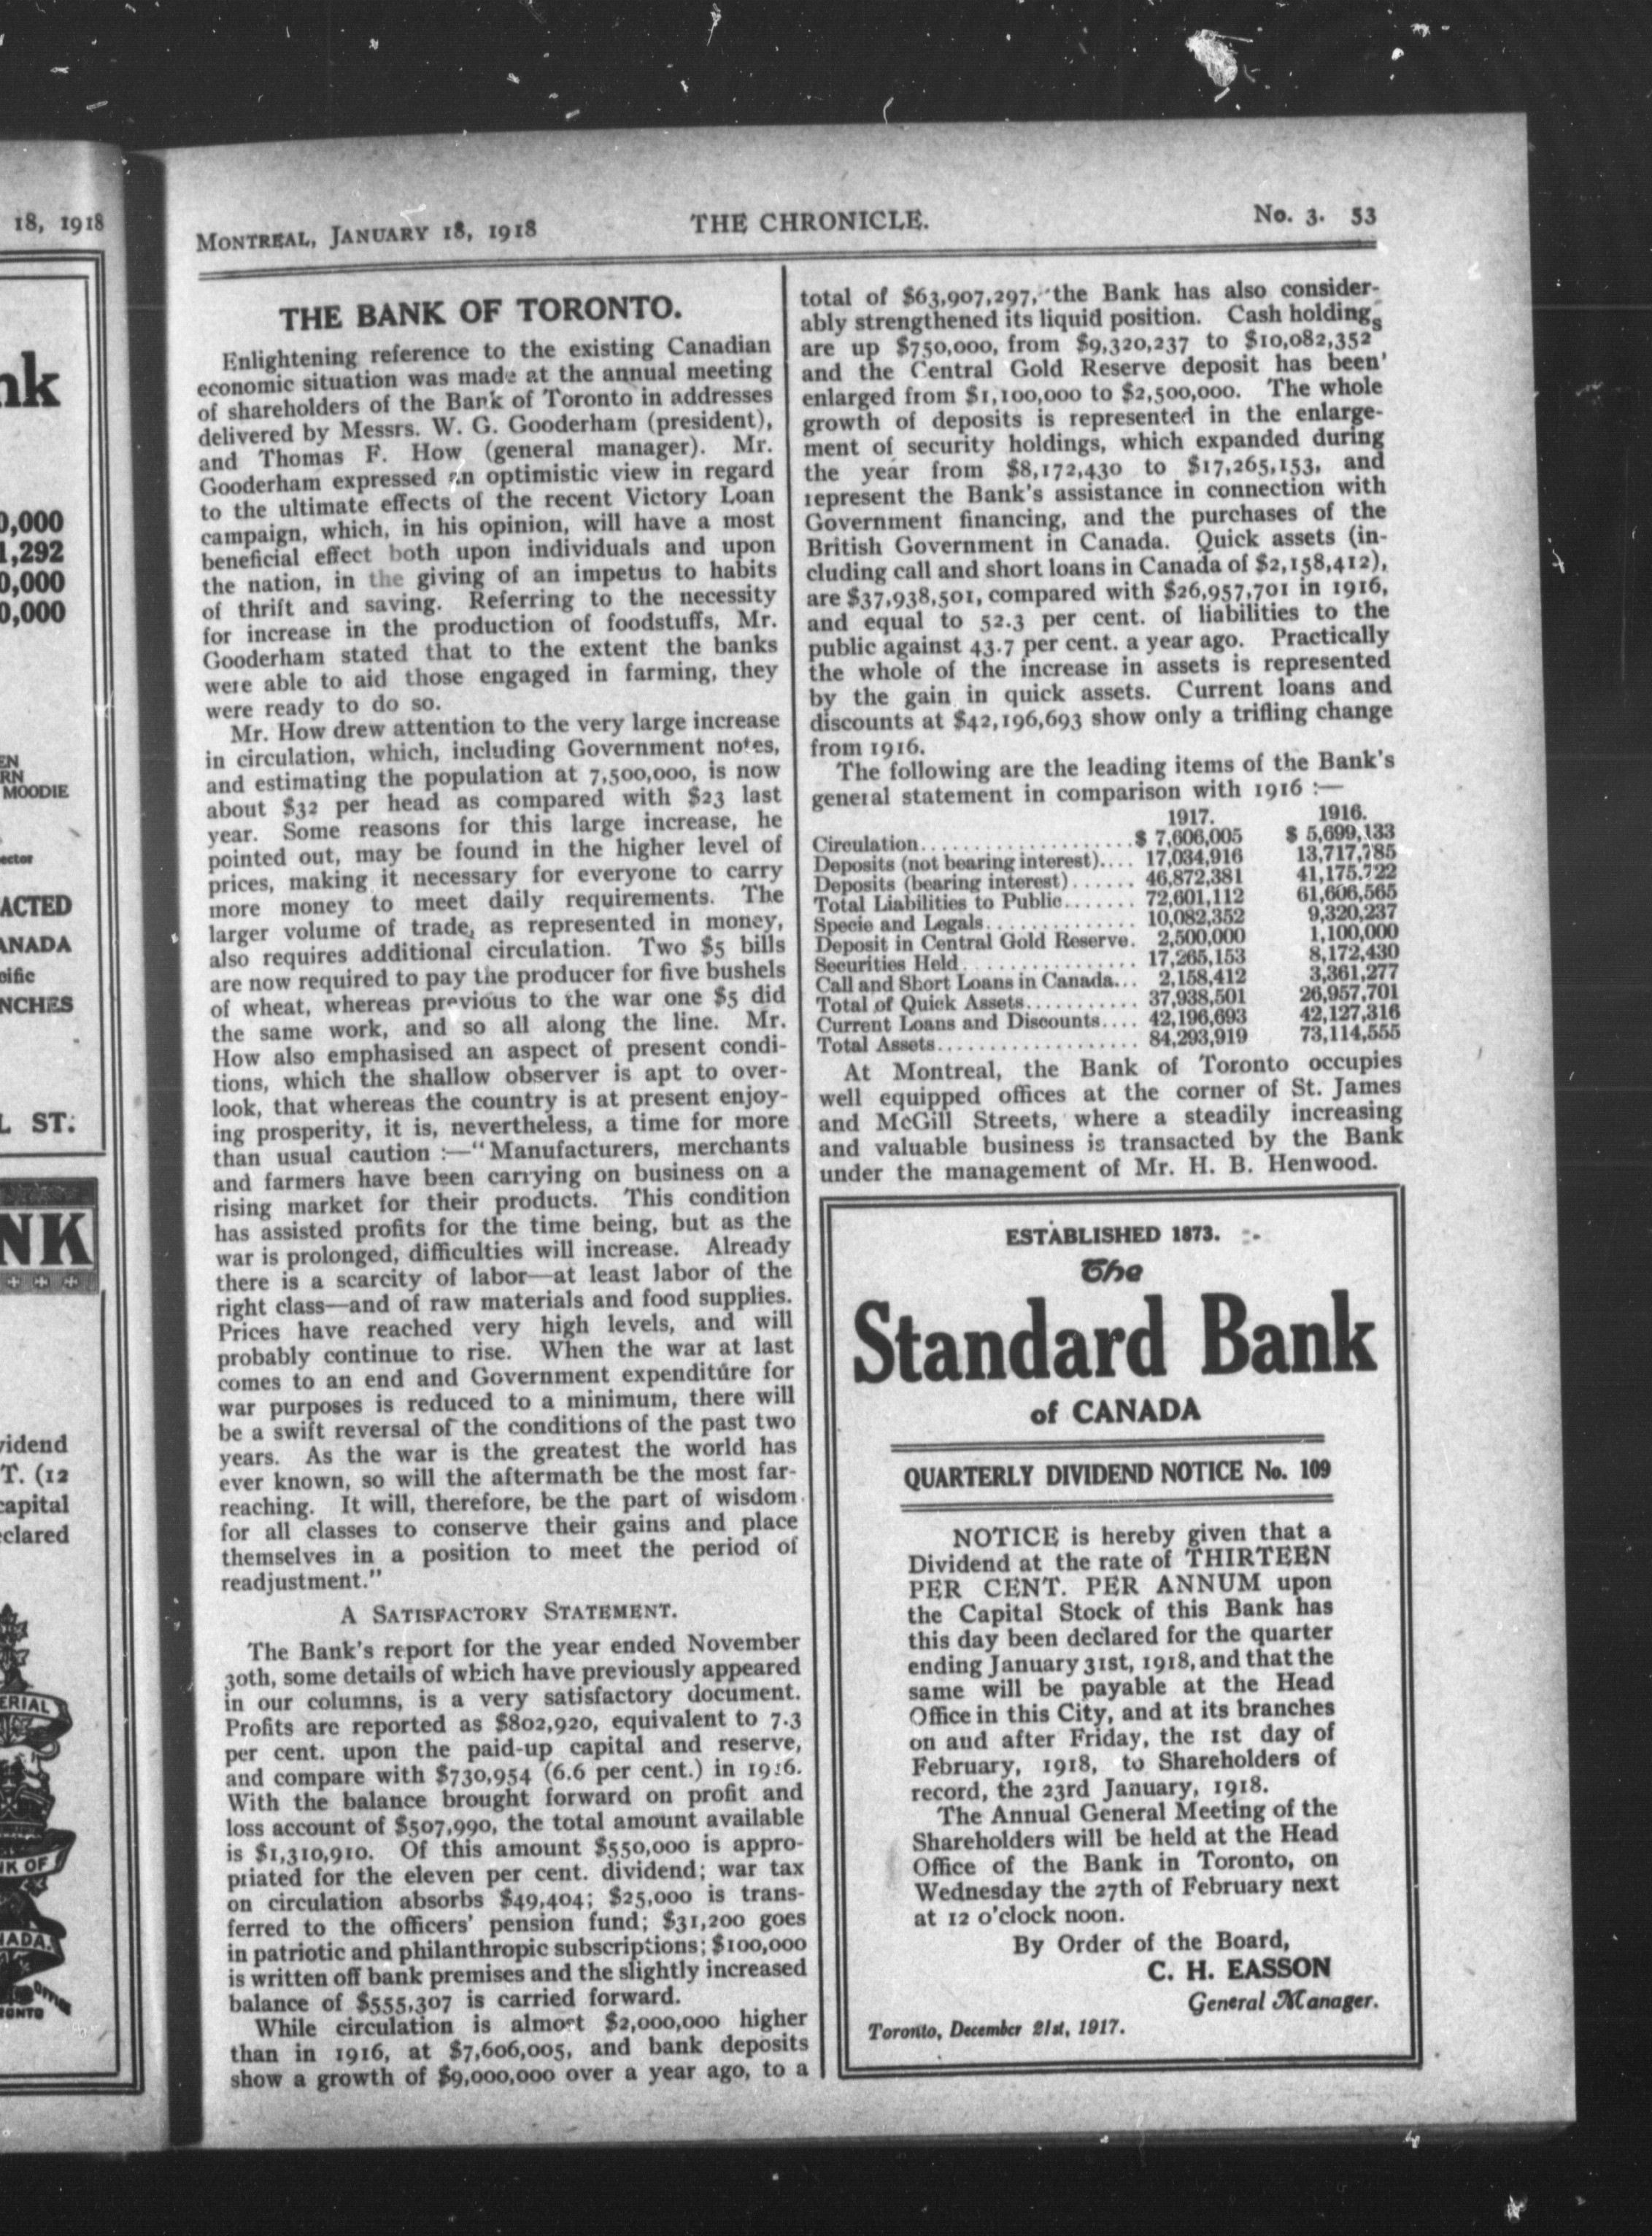 18, 1918
nk
0,000
1,292
0,000
0,000
EN
RN
MOODIE
ector
ACTED
ANADA
cific
NCHES
L ST.
NK
vidend
T. (12
capital
eclared
ERIAL
NK OF
NADA.
OFFICE
RONTO
MONTREAL, JANUARY 18, 1918 THE CHRONICLE. No. 3. 53
THE BANK OF TORONTO.
Enlightening reference to the existing Canadian
economic situation was made at the annual meeting
of shareholders of the Bank of Toronto in addresses
delivered by Messrs. W. G. Gooderham (president),
and Thomas F. How (general manager). Mr.
Gooderham expressed an optimistic view in regard
to the ultimate effects of the recent Victory Loan
campaign, which, in his opinion, will have a most
beneficial effect both upon individuals and upon
the nation, in the giving of an impetus to habits
of thrift and saving. Referring to the necessity
for increase in the production of foodstuffs, Mr.
Gooderham stated that to the extent the banks
were able to aid those engaged in farming, they
were ready to do so.
Mr. How drew attention to the very large increase
in circulation, which, including Government notes,
and estimating the population at 7,500,000, is now
about $32 per head as compared with $23 last
year. Some reasons for this large increase, he
pointed out, may be found in the higher level of
prices, making it necessary for everyone to carry
more money to meet daily requirements. The
larger volume of trade, as represented in money,
also requires additional circulation. Two $5 bills
are now required to pay the producer for five bushels
of wheat, whereas previous to the war one $5 did
the same work, and so all along the line. Mr.
How also emphasised an aspect of present condi-
tions, which the shallow observer is apt to over-
look, that whereas the country is at present enjoy-
ing prosperity, it is, nevertheless, a time for more
than usual caution :—"Manufacturers, merchants
and farmers have been carrying on business on a
rising market for their products. This condition
has assisted profits for the time being, but as the
war is prolonged, difficulties will increase. Already
there is a scarcity of labor—at least labor of the
right class—and of raw materials and food supplies.
Prices have reached very high levels, and will
probably continue to rise. When the war at last
comes to an end and Government expenditure for
war purposes is reduced to a minimum, there will
be a swift reversal of the conditions of the past two
years. As the war is the greatest the world has
ever known, so will the aftermath be the most far-
reaching. It will, therefore, be the part of wisdom
for all classes to conserve their gains and place
themselves in a position to meet the period of
readjustment."
A SATISFACTORY STATEMENT.
The Bank's report for the year ended November
30th, some details of which have previously appeared
in our columns, is a very satisfactory document.
Profits are reported as $802,920, equivalent to 7.3
per cent. upon the paid-up capital and reserve,
and compare with $730,954 (6.6 per cent.) in 1916.
With the balance brought forward on profit and
loss account of $507,990, the total amount available
is $1,310,910. Of this amount $550,000 is appro-
priated for the eleven per cent. dividend; war tax
on circulation absorbs $49,404; $25,000 is trans-
ferred to the officers' pension fund; $31,200 goes
in patriotic and philanthropic subscriptions; $100,000
is written off bank premises and the slightly increased
balance of $555,307 is carried forward.
While circulation is almost $2,000,000 higher
than in 1916, at $7,606,005, and bank deposits
show a growth of $9,000,000 over a year ago, to a
total of $63,907,297, the Bank has also consider-
ably strengthened its liquid position. Cash holdings
are up $750,000, from $9,320,237 to $10,082,352
and the Central Gold Reserve deposit has been
enlarged from $1,100,000 to $2,500,000. The whole
growth of deposits is represented in the enlarge-
ment of security holdings, which expanded during
the year from $8,172,430 to $17,265,153, and
represent the Bank's assistance in connection with
Government financing, and the purchases of the
British Government in Canada. Quick assets (in-
cluding call and short loans in Canada of $2,158,412),
are $37,938,501, compared with $26,957,701 in 1916,
and equal to 52.3 per cent. of liabilities to the
public against 43.7 per cent. a year ago. Practically
the whole of the increase in assets is represented
by the gain in quick assets. Current loans and
discounts at $42,196,693 show only a trifling change
from 1916.
The following are the leading items of the Bank's
general statement in comparison with 1916 :—
1917. 1916.
Circulation.................... $ 7,606,005 $ 5,699,133
Deposits (not bearing interest).... 17,034,916 13,717,785
Deposits (bearing interest)...... 46,872,381 41,175,722
Total Liabilities to Public....... 72,601,112 61,606,565
Specie and Legals.............. 10,082,352 9,320,237
Deposit in Central Gold Reserve. 2,500,000 1,100,000
Securities Held................ 17,265,153 8,172,430
Call and Short Loans in Canada... 2,158,412 3,361,277
Total of Quick Assets........... 37,938,501 26,957,701
Current Loans and Discounts.... 42,196,693 42,127,316
Total Assets................... 84,293,919 73,114,555
At Montreal, the Bank of Toronto occupies
well equipped offices at the corner of St. James
and McGill Streets, where a steadily increasing
and valuable business is transacted by the Bank
under the management of Mr. H. B. Henwood.
ESTABLISHED 1873.
The
Standard Bank
of CANADA
QUARTERLY DIVIDEND NOTICE No. 109
NOTICE is hereby given that a
Dividend at the rate of THIRTEEN
PER CENT. PER ANNUM upon
the Capital Stock of this Bank has
this day been declared for the quarter
ending January 31st, 1918, and that the
same will be payable at the Head
Office in this City, and at its branches
on aud after Friday, the 1st day of
February, 1918, to Shareholders of
record, the 23rd January, 1918.
The Annual General Meeting of the
Shareholders will be held at the Head
Office of the Bank in Toronto, on
Wednesday the 27th of February next
at 12 o'clock noon.
By Order of the Board,
C. H. EASSON
General Manager.
Toronto, December 21st, 1917.